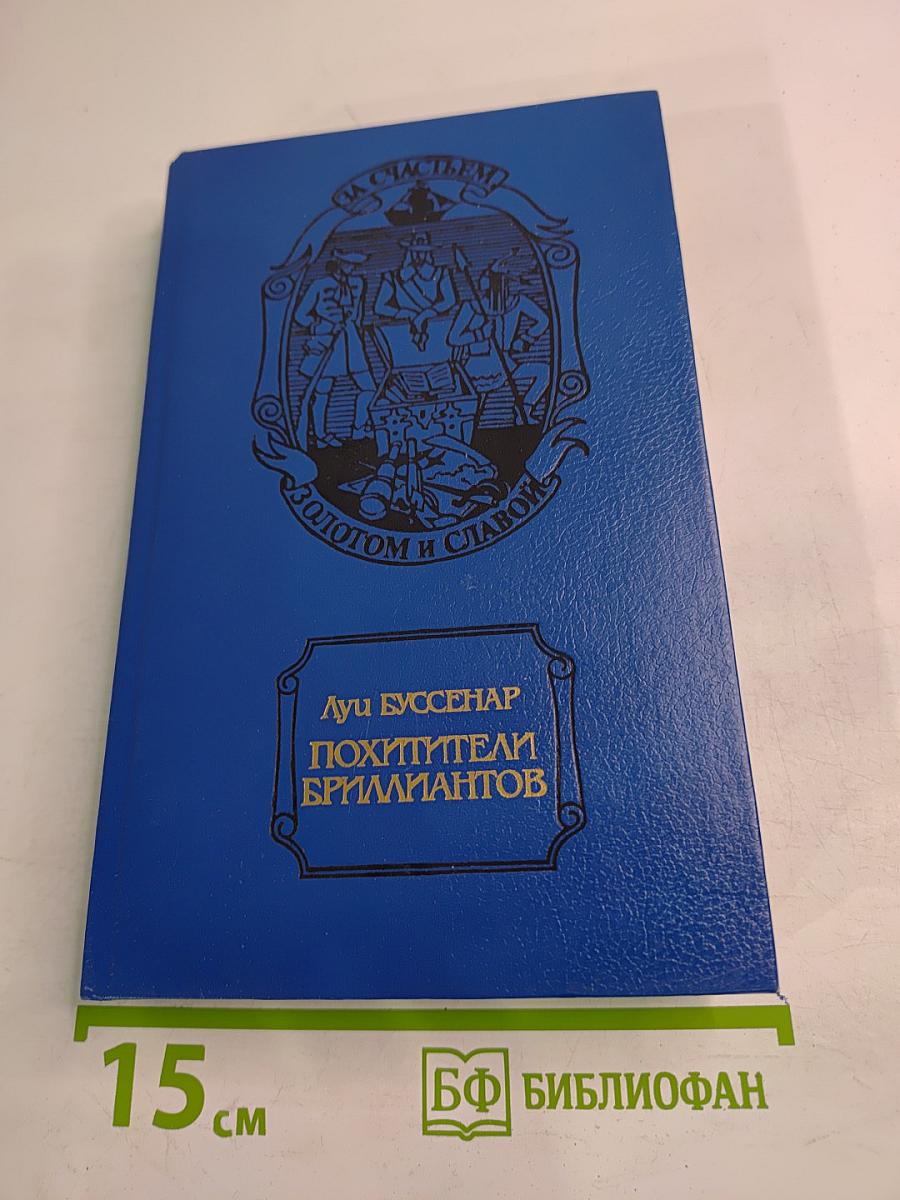 ЗА СЧАСТЬЕМ,
ЗОЛОТОМ и СЛАВОЙ
Луи БУССЕНАР
ПОХИТИТЕЛИ
БРИЛЛИАНТОВ
15 см
БФ БИБЛИОФАН